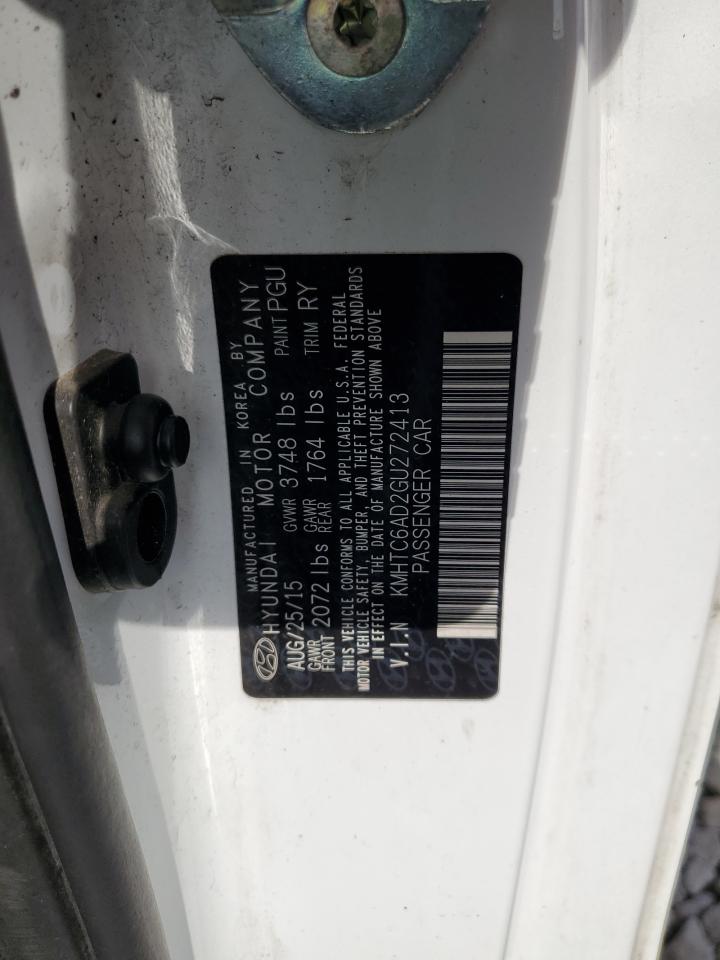 MANUFACTURED IN KOREA BY
HYUNDAI MOTOR COMPANY
AUG/25/15 GVWR 3748 lbs PAINT PGU
GAWR FRONT 2072 lbs GAWR REAR 1764 lbs TRIM RY
THIS VEHICLE CONFORMS TO ALL APPLICABLE U.S.A. FEDERAL
MOTOR VEHICLE SAFETY, BUMPER, AND THEFT PREVENTION STANDARDS
IN EFFECT ON THE DATE OF MANUFACTURE SHOWN ABOVE
V.I.N KMHTC6AD2GU272413
PASSENGER CAR